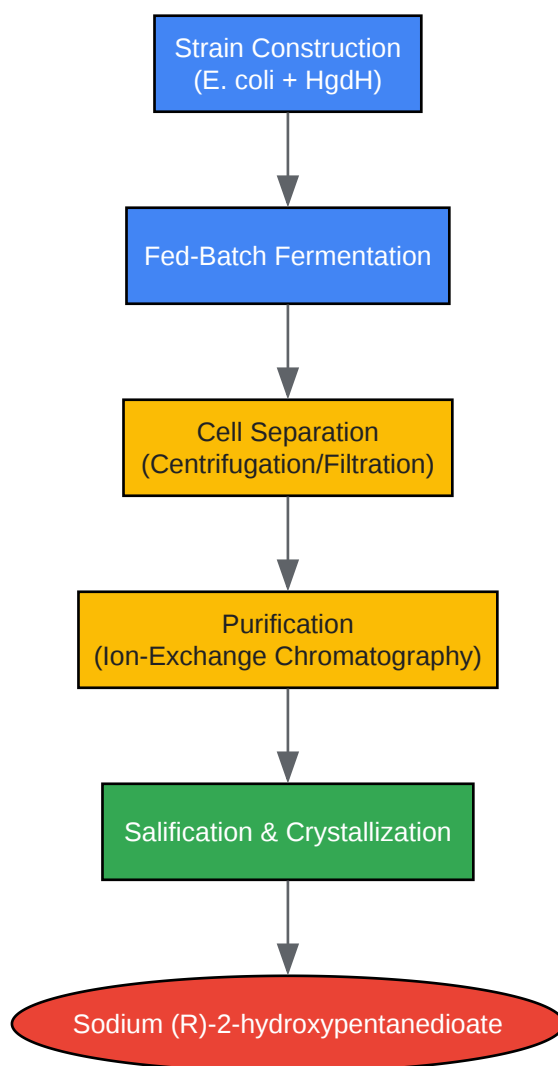 Strain Construction
(E. coli + HgdH)
Fed-Batch Fermentation
Cell Separation
(Centrifugation/Filtration)
Purification
(Ion-Exchange Chromatography)
Salification & Crystallization
Sodium (R)-2-hydroxypentanedioate